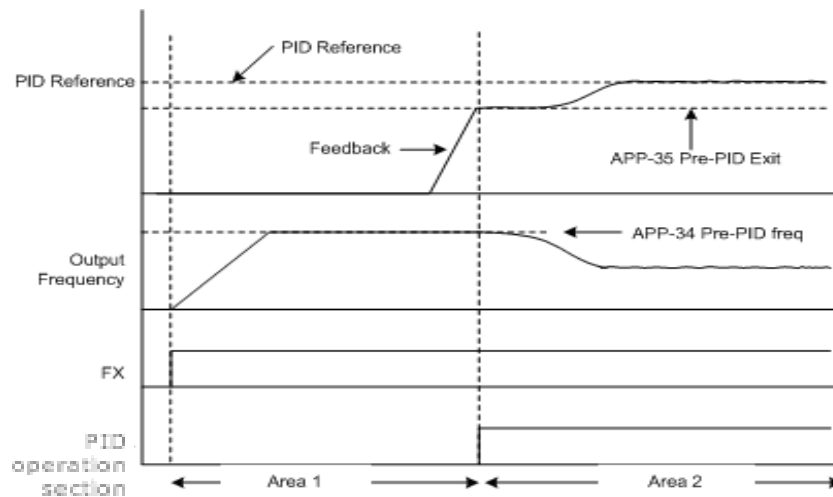 PID Reference
PID Reference
Feedback
APP-35 Pre-PID Exit
APP-34 Pre-PID freq
Output
Frequency
FX
PID
operation
section
Area 1
Area 2